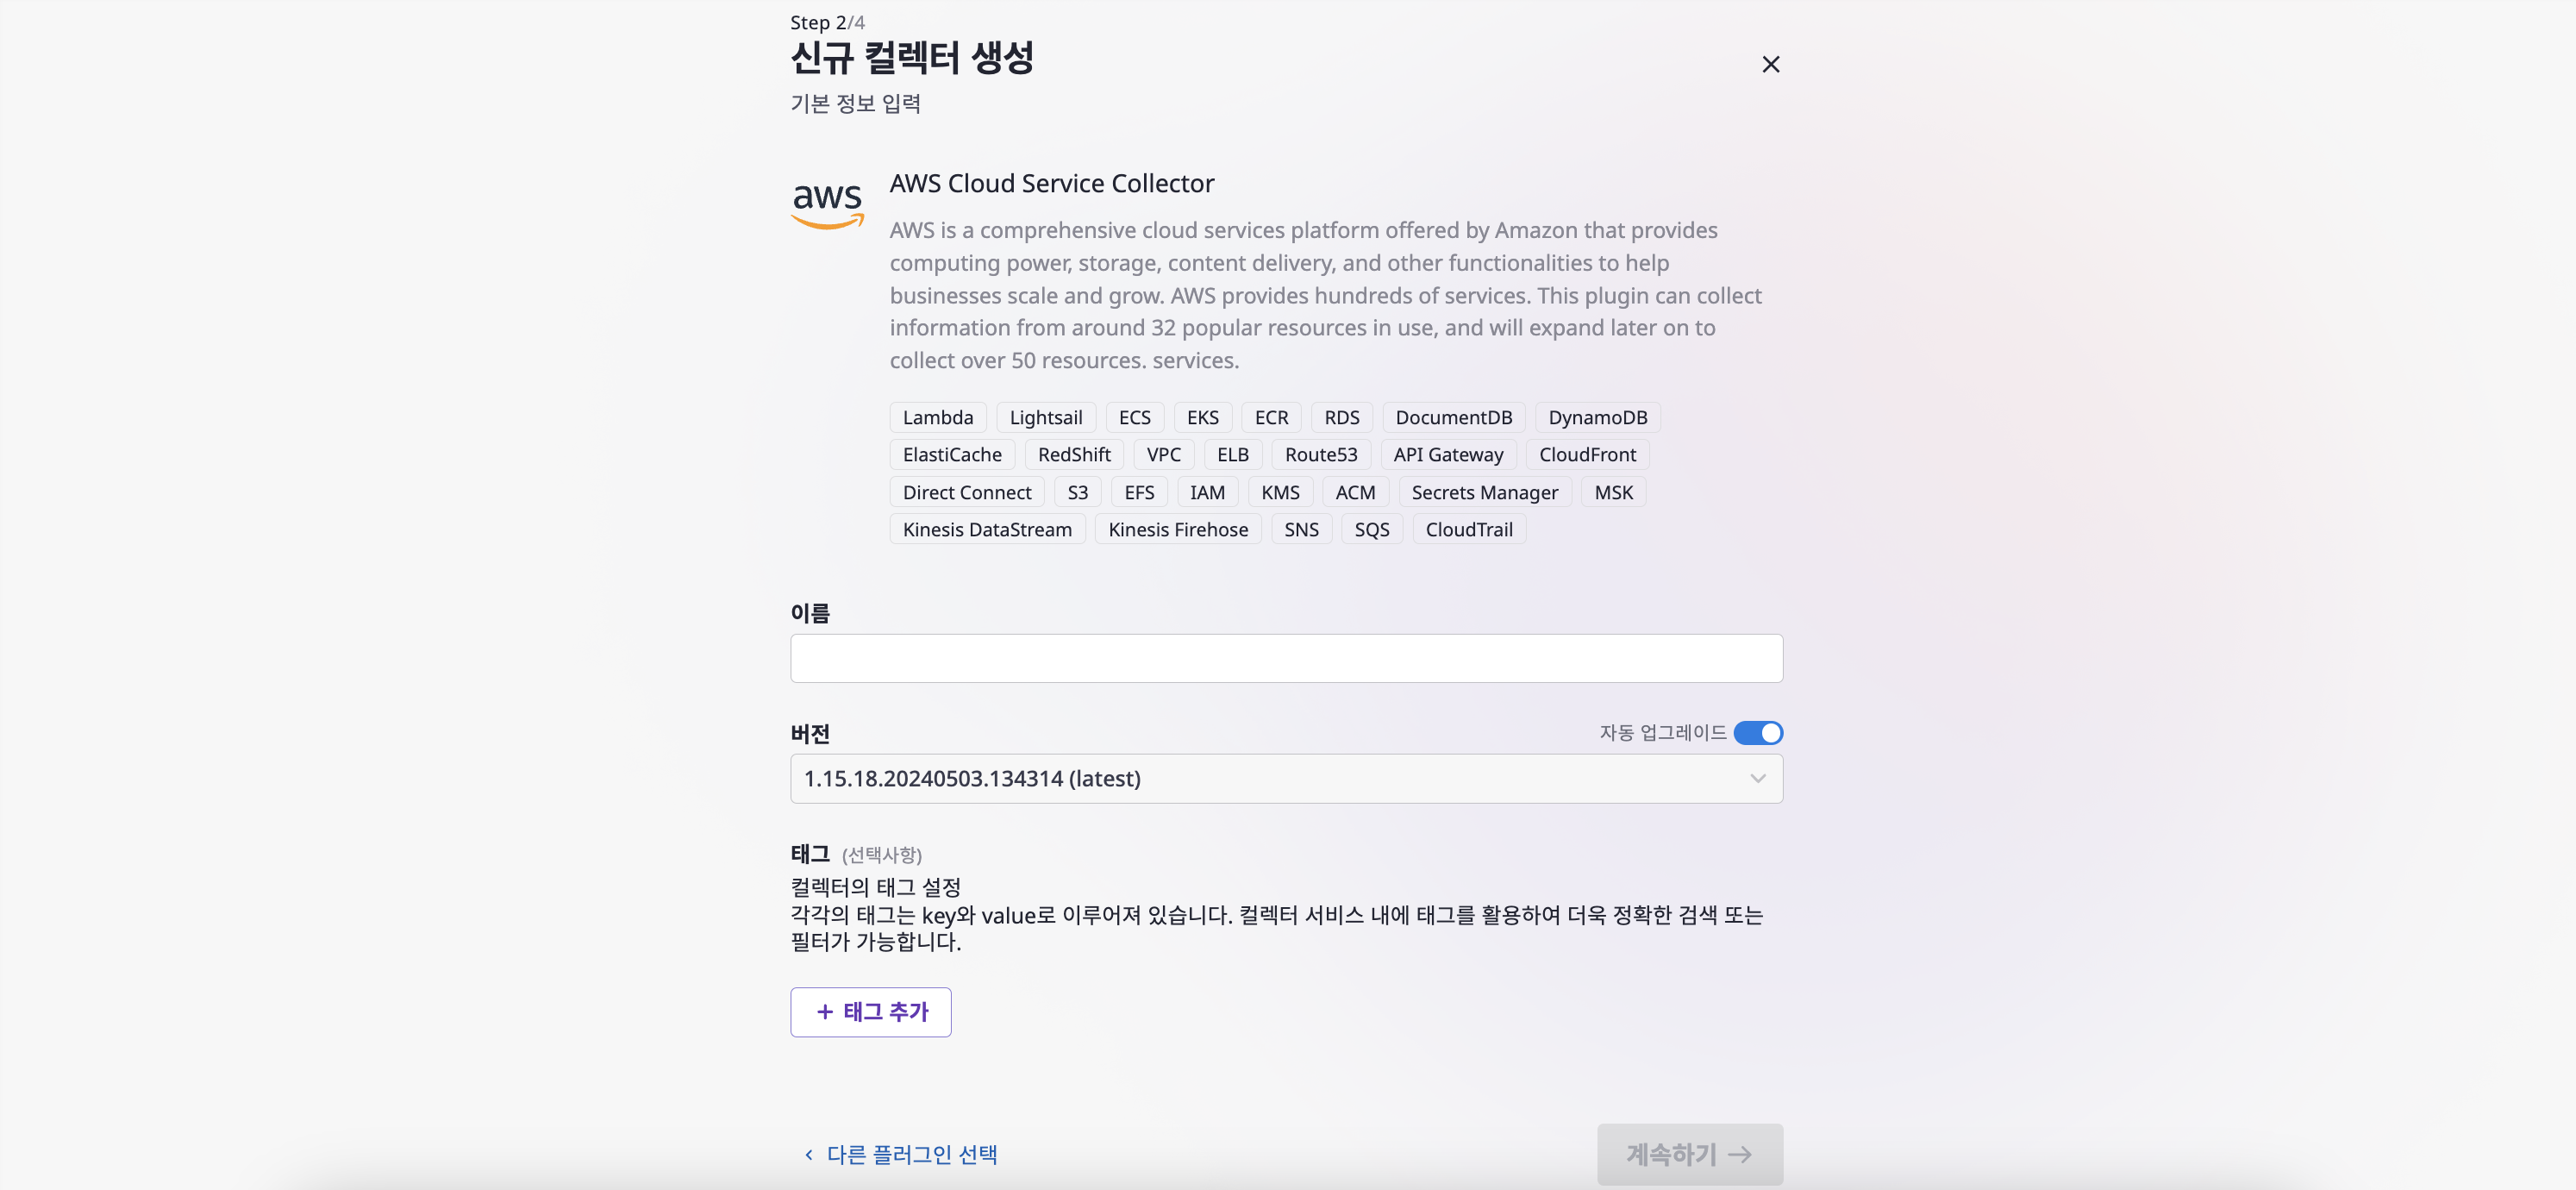 Step 2/4
신규 컬렉터 생성
기본 정보 입력
aws
AWS Cloud Service Collector
AWS is a comprehensive cloud services platform offered by Amazon that provides
computing power, storage, content delivery, and other functionalities to help
businesses scale and grow. AWS provides hundreds of services. This plugin can collect
information from around 32 popular resources in use, and will expand later on to
collect over 50 resources. services.
Lambda Lightsail ECS EKS ECR RDS DocumentDB DynamoDB
ElastiCache RedShift VPC ELB Route53 API Gateway CloudFront
Direct Connect S3 EFS IAM KMS ACM Secrets Manager MSK
Kinesis DataStream Kinesis Firehose SNS SQS CloudTrail
이름
버전 자동 업그레이드
1.15.18.20240503.134314 (latest)
태그 (선택사항)
컬렉터의 태그 설정
각각의 태그는 key와 value로 이루어져 있습니다. 컬렉터 서비스 내에 태그를 활용하여 더욱 정확한 검색 또는
필터가 가능합니다.
+ 태그 추가
다른 플러그인 선택 계속하기